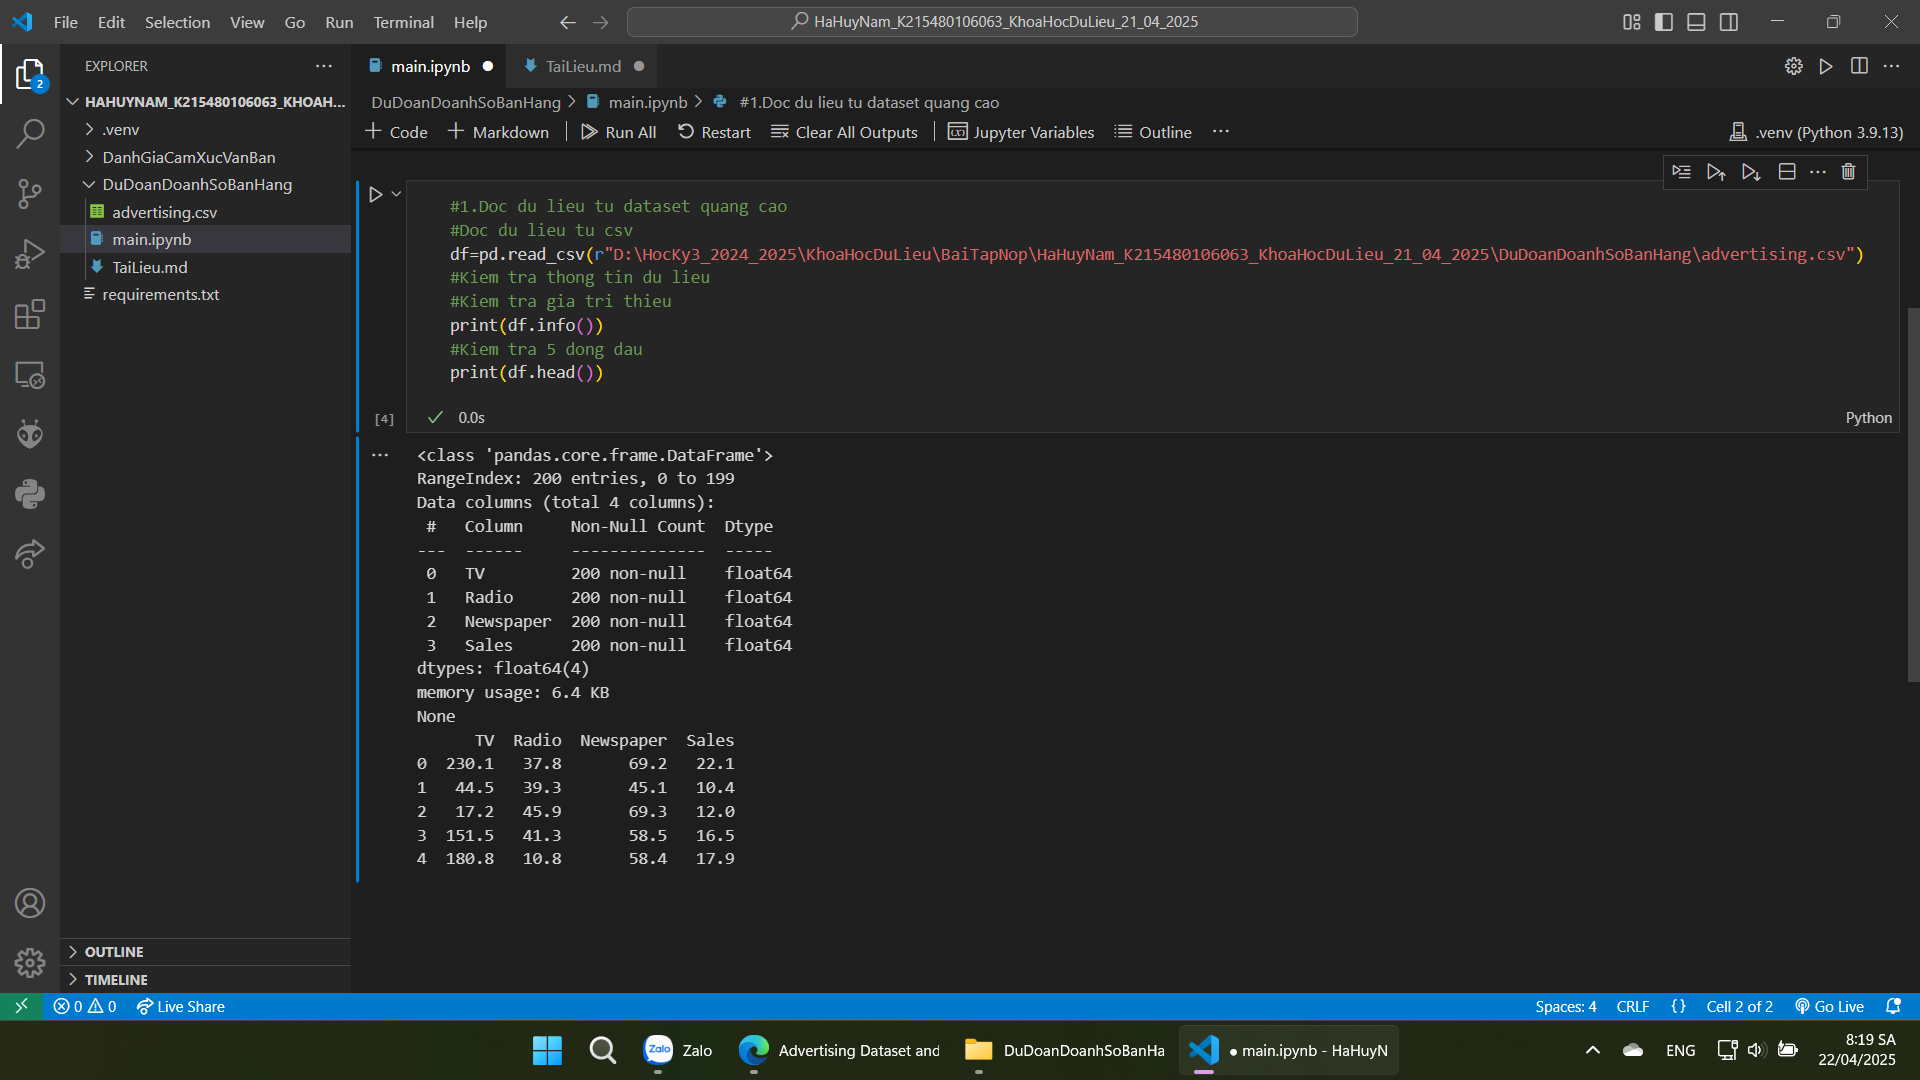 File Edit Selection View Go Run Terminal Help
HaHuyNam_K215480106063_KhoaHocDuLieu_21_04_2025
EXPLORER
2
HAHUYNAM_K215480106063_KHOAH...
.venv
DanhGiaCamXucVanBan
DuDoanDoanhSoBanHang
advertising.csv
main.ipynb
TaiLieu.md
requirements.txt
OUTLINE
TIMELINE
main.ipynb
TaiLieu.md
DuDoanDoanhSoBanHang > main.ipynb > #1.Doc du lieu tu dataset quang cao
+ Code + Markdown | Run All Restart Clear All Outputs | Jupyter Variables Outline ...
.venv (Python 3.9.13)
#1.Doc du lieu tu dataset quang cao
#Doc du lieu tu csv
df=pd.read_csv(r"D:\HocKy3_2024_2025\KhoaHocDuLieu\BaiTapNop\HaHuyNam_K215480106063_KhoaHocDuLieu_21_04_2025\DuDoanDoanhSoBanHang\advertising.csv")
#Kiem tra thong tin du lieu
#Kiem tra gia tri thieu
print(df.info())
#Kiem tra 5 dong dau
print(df.head())
[4] 0.0s
Python
<class 'pandas.core.frame.DataFrame'>
RangeIndex: 200 entries, 0 to 199
Data columns (total 4 columns):
# Column Non-Null Count Dtype
--- ------ -------------- -----
0 TV 200 non-null float64
1 Radio 200 non-null float64
2 Newspaper 200 non-null float64
3 Sales 200 non-null float64
dtypes: float64(4)
memory usage: 6.4 KB
None
TV Radio Newspaper Sales
0 230.1 37.8 69.2 22.1
1 44.5 39.3 45.1 10.4
2 17.2 45.9 69.3 12.0
3 151.5 41.3 58.5 16.5
4 180.8 10.8 58.4 17.9
0 0 Live Share
Spaces: 4 CRLF {} Cell 2 of 2 Go Live
Zalo Zalo
Advertising Dataset and
DuDoanDoanhSoBanHa
● main.ipynb - HaHuyN
ENG
8:19 SA
22/04/2025